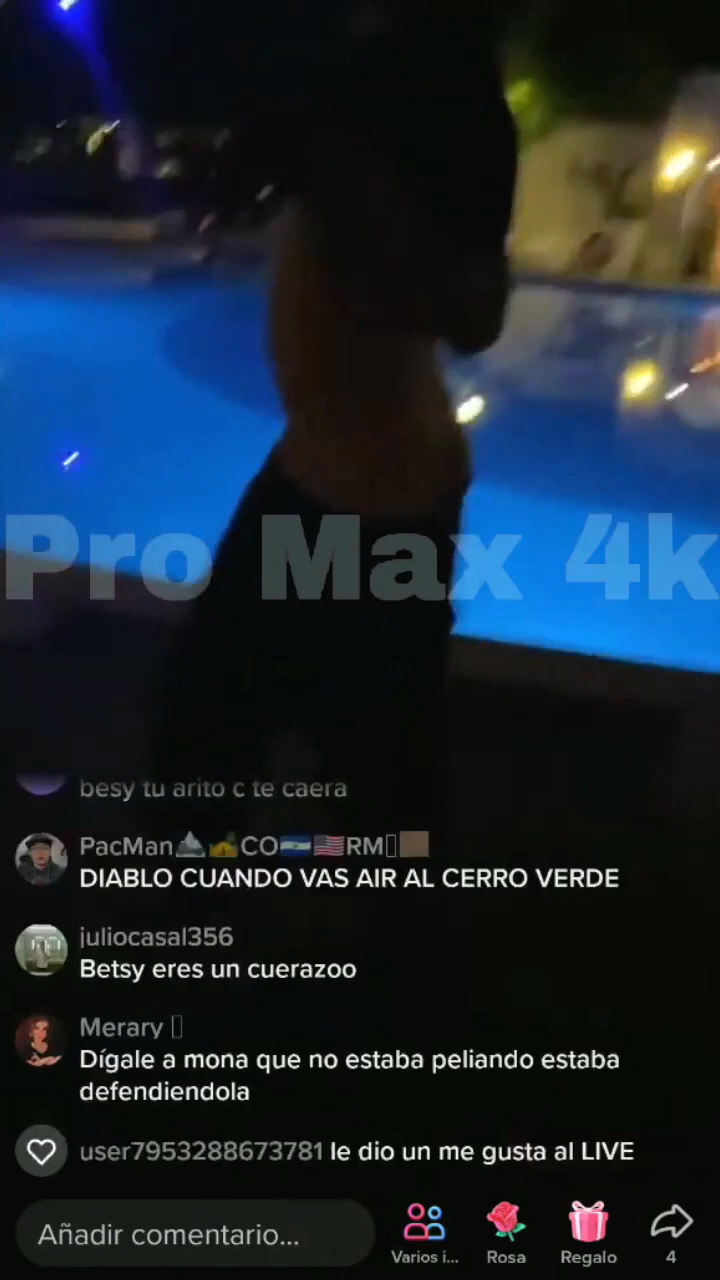 Pro Max 4k
besy tu arito c te caera
PacMan🏔️🏕️CO🇸🇻🇺🇸RM
DIABLO CUANDO VAS AIR AL CERRO VERDE
juliocasal356
Betsy eres un cuerazoo
Merary
Dígale a mona que no estaba peliando estaba
defendiendola
user7953288673781 le dio un me gusta al LIVE
Añadir comentario...
Varios i...
Rosa
Regalo
4